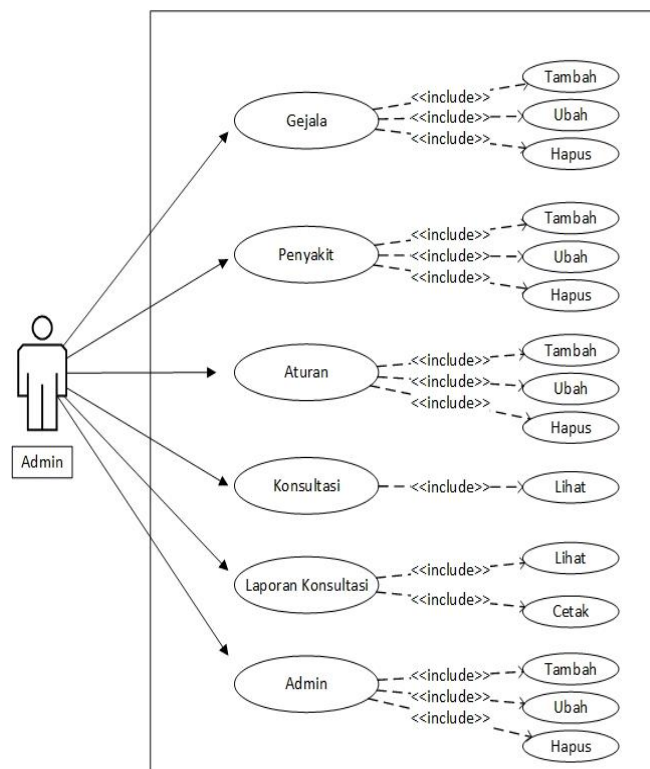 Tambah
<<include>>
Gejala
<<include>>
Ubah
<<include>>
Hapus
Tambah
<<include>>
Penyakit
<<include>>
Ubah
<<include>>
Hapus
Tambah
<<include>>
Aturan
<<include>>
Ubah
<<include>>
Hapus
Admin
Konsultasi
<<include>>
Lihat
Lihat
<<include>>
Laporan Konsultasi
<<include>>
Cetak
Tambah
<<include>>
Admin
<<include>>
Ubah
<<include>>
Hapus